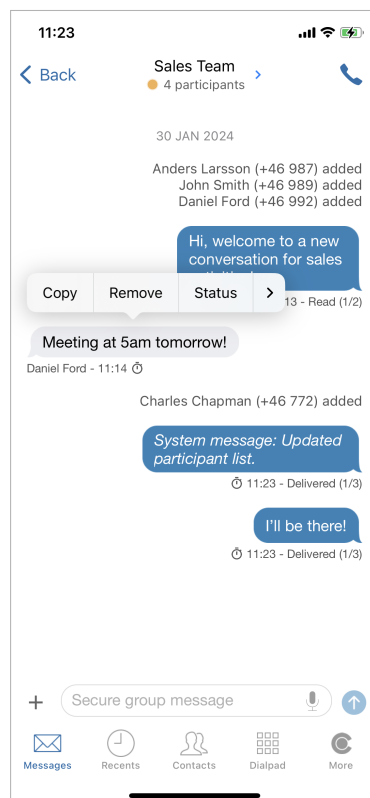 11:23
Back
Sales Team
4 participants
30 JAN 2024
Anders Larsson (+46 987) added
John Smith (+46 989) added
Daniel Ford (+46 992) added
Hi, welcome to a new
conversation for sales
Copy Remove Status
13 - Read (1/2)
Meeting at 5am tomorrow!
Daniel Ford - 11:14
Charles Chapman (+46 772) added
System message: Updated
participant list.
11:23 - Delivered (1/3)
I'll be there!
11:23 - Delivered (1/3)
Secure group message
Messages Recents Contacts Dialpad More